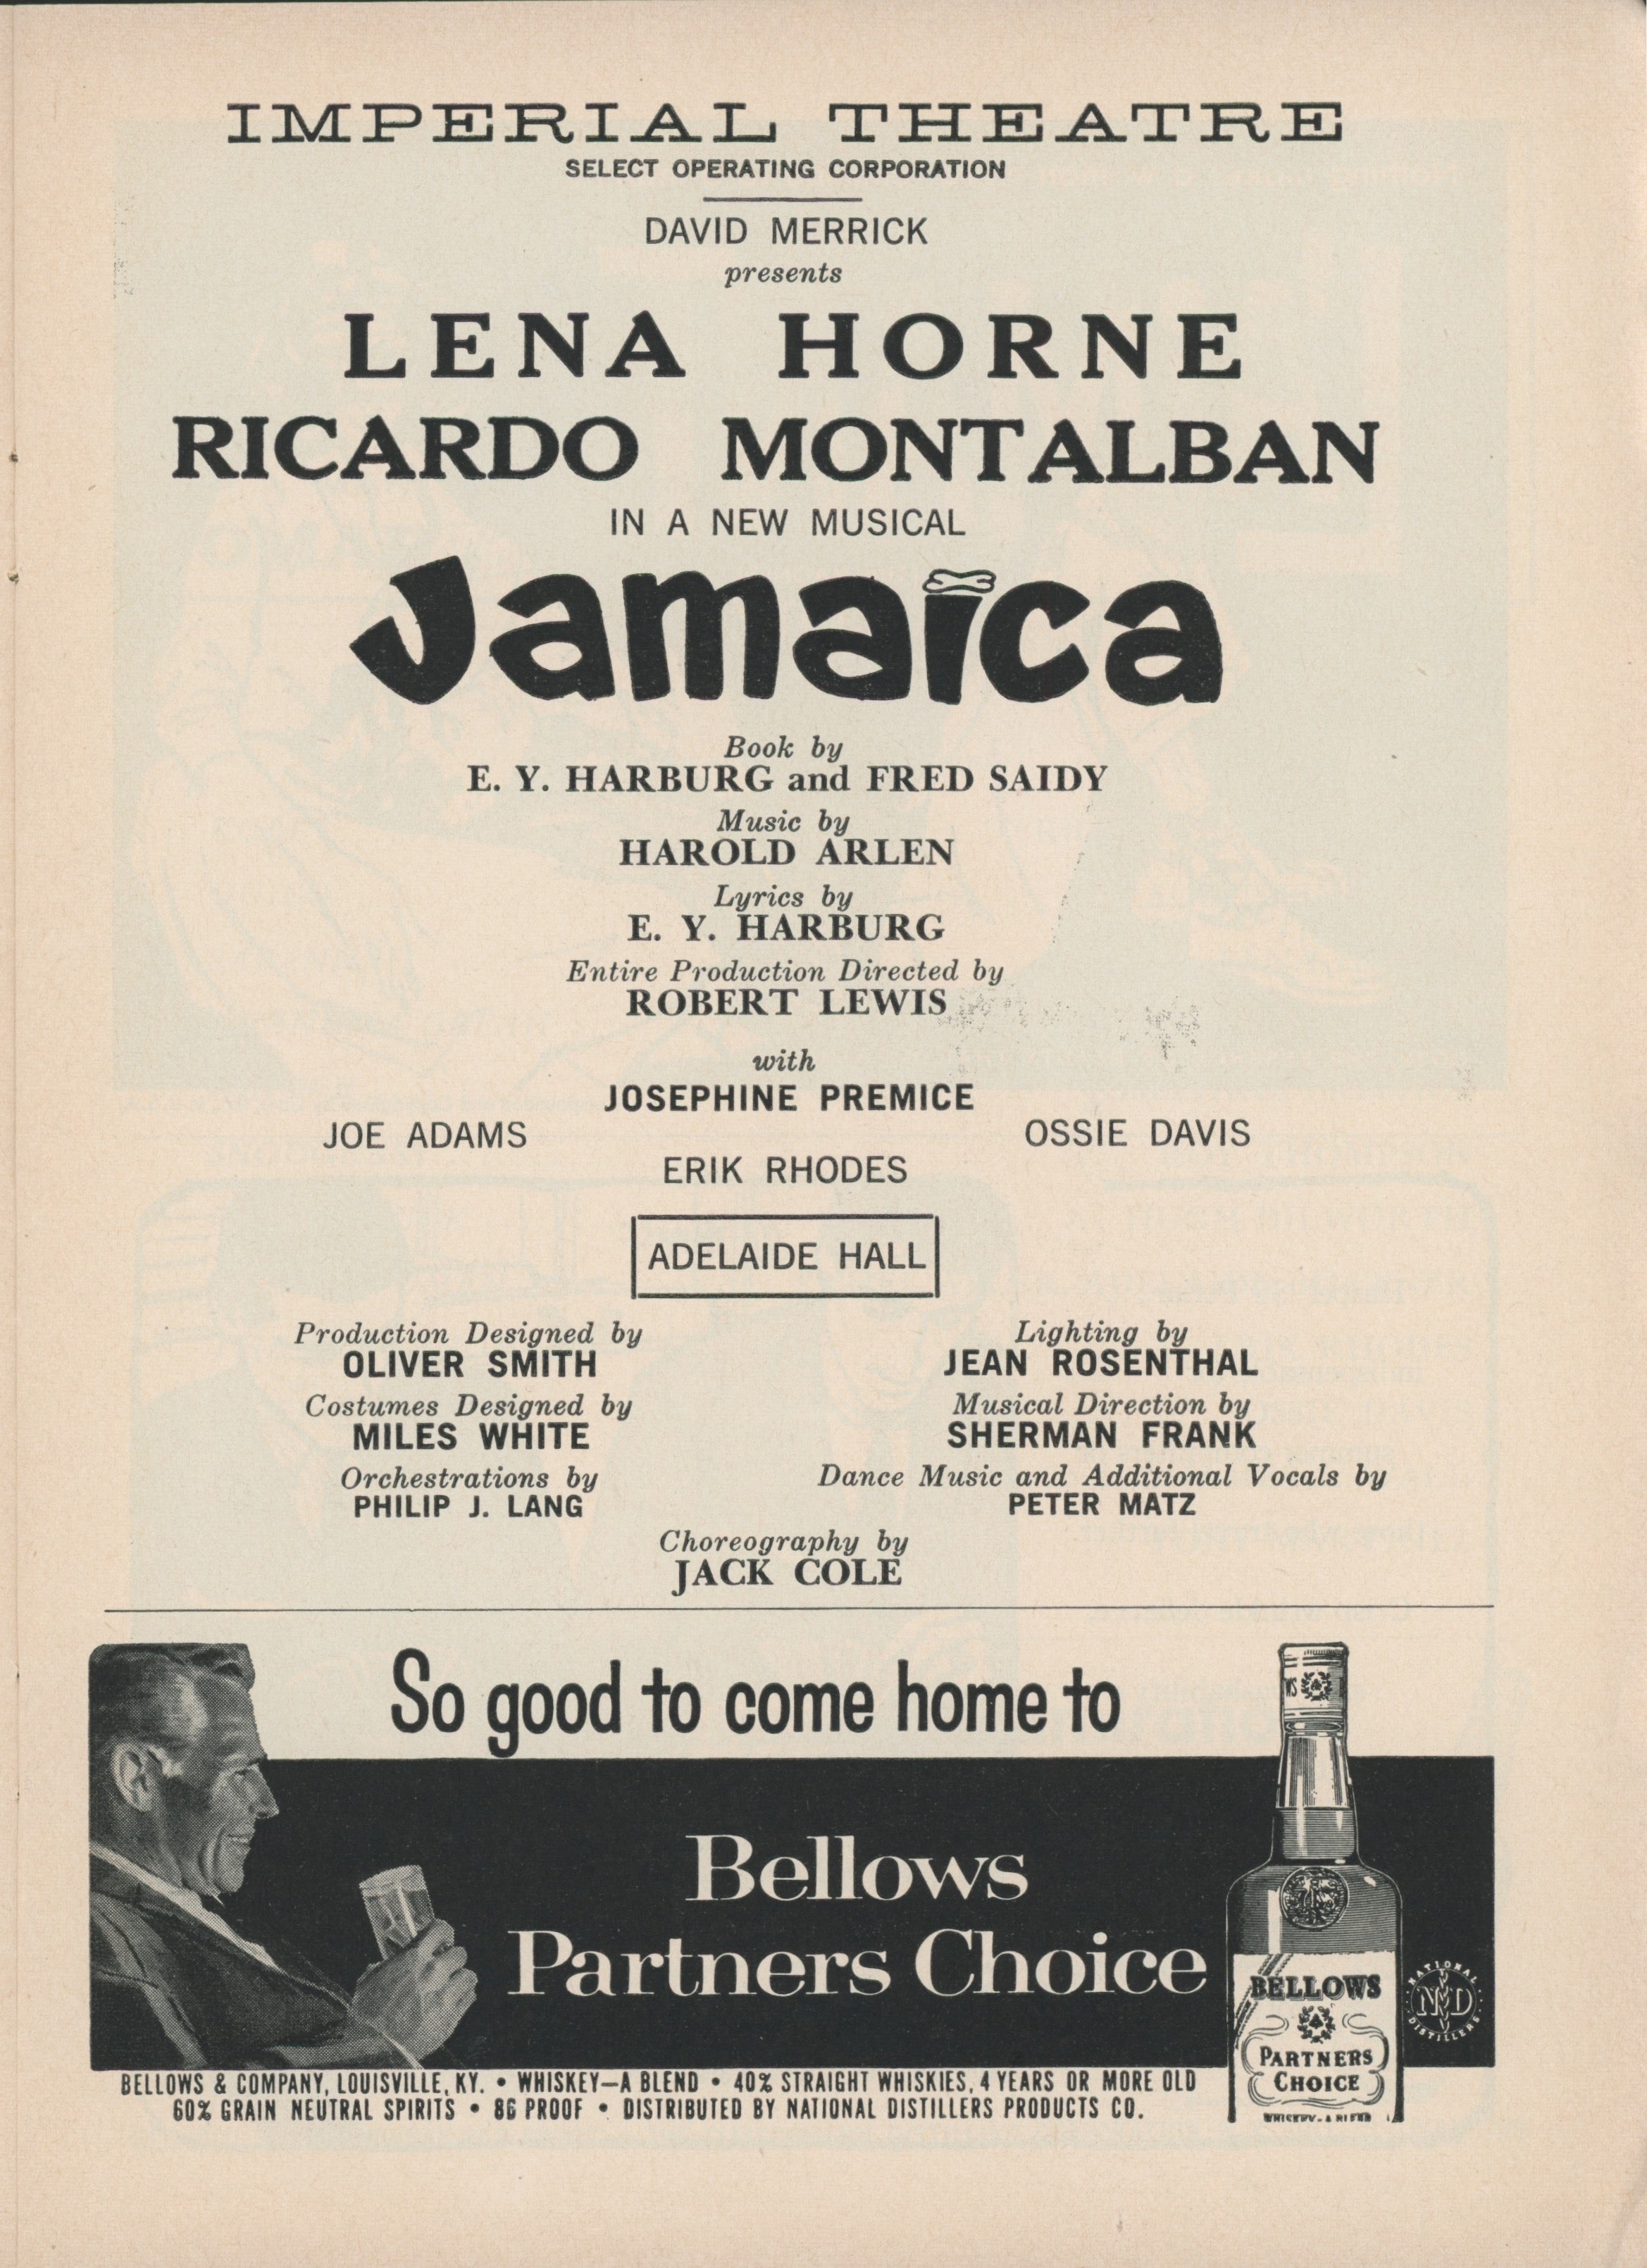 IMPERIAL THEATRE
SELECT OPERATING CORPORATION
DAVID MERRICK
presents
LENA HORNE
RICARDO MONTALBAN
IN A NEW MUSICAL
Jamaica
Book by
E. Y. HARBURG and FRED SAIDY
Music by
HAROLD ARLEN
Lyrics by
E. Y. HARBURG
Entire Production Directed by
ROBERT LEWIS
with
JOSEPHINE PREMICE
JOE ADAMS
OSSIE DAVIS
ERIK RHODES
ADELAIDE HALL
Production Designed by
OLIVER SMITH
Costumes Designed by
MILES WHITE
Orchestrations by
PHILIP J. LANG
Lighting by
JEAN ROSENTHAL
Musical Direction by
SHERMAN FRANK
Dance Music and Additional Vocals by
PETER MATZ
Choreography by
JACK COLE
So good to come home to
Bellows
Partners Choice
WS
BELLOWS
PARTNERS
CHOICE
WHISKEY-A BLEND
NATIONAL
ND
DISTILLERS
BELLOWS & COMPANY, LOUISVILLE, KY. • WHISKEY—A BLEND • 40% STRAIGHT WHISKIES, 4 YEARS OR MORE OLD
60% GRAIN NEUTRAL SPIRITS • 86 PROOF • DISTRIBUTED BY NATIONAL DISTILLERS PRODUCTS CO.